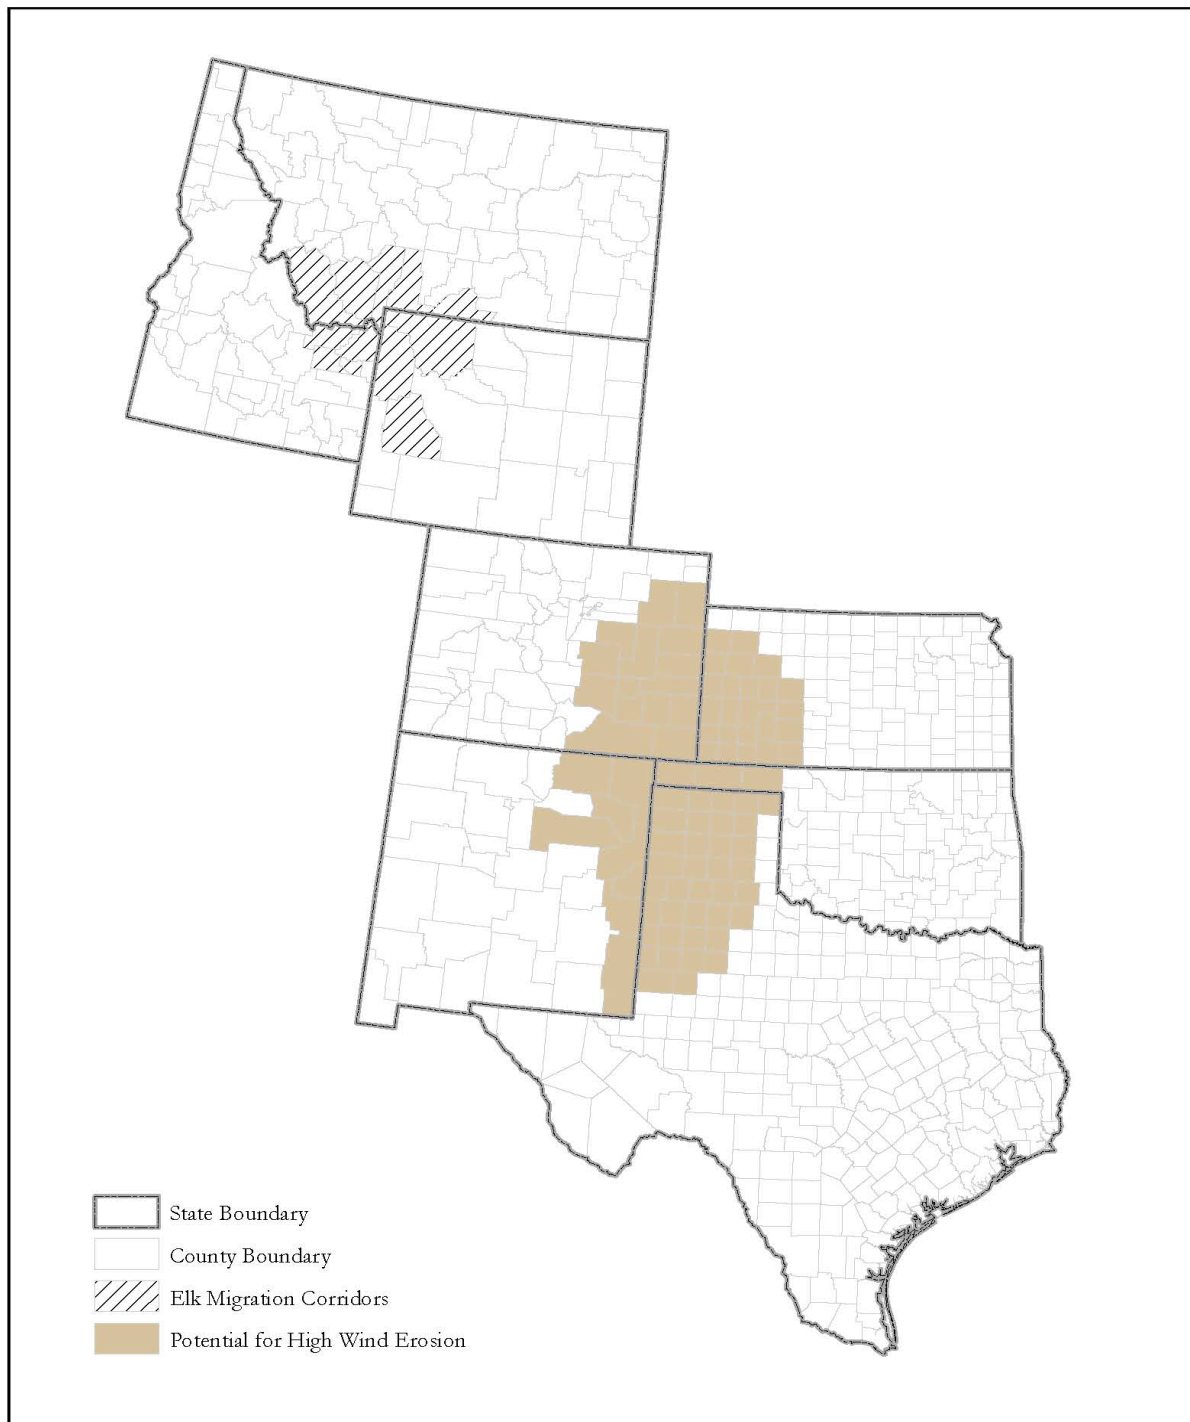 State Boundary
County Boundary
Elk Migration Corridors
Potential for High Wind Erosion